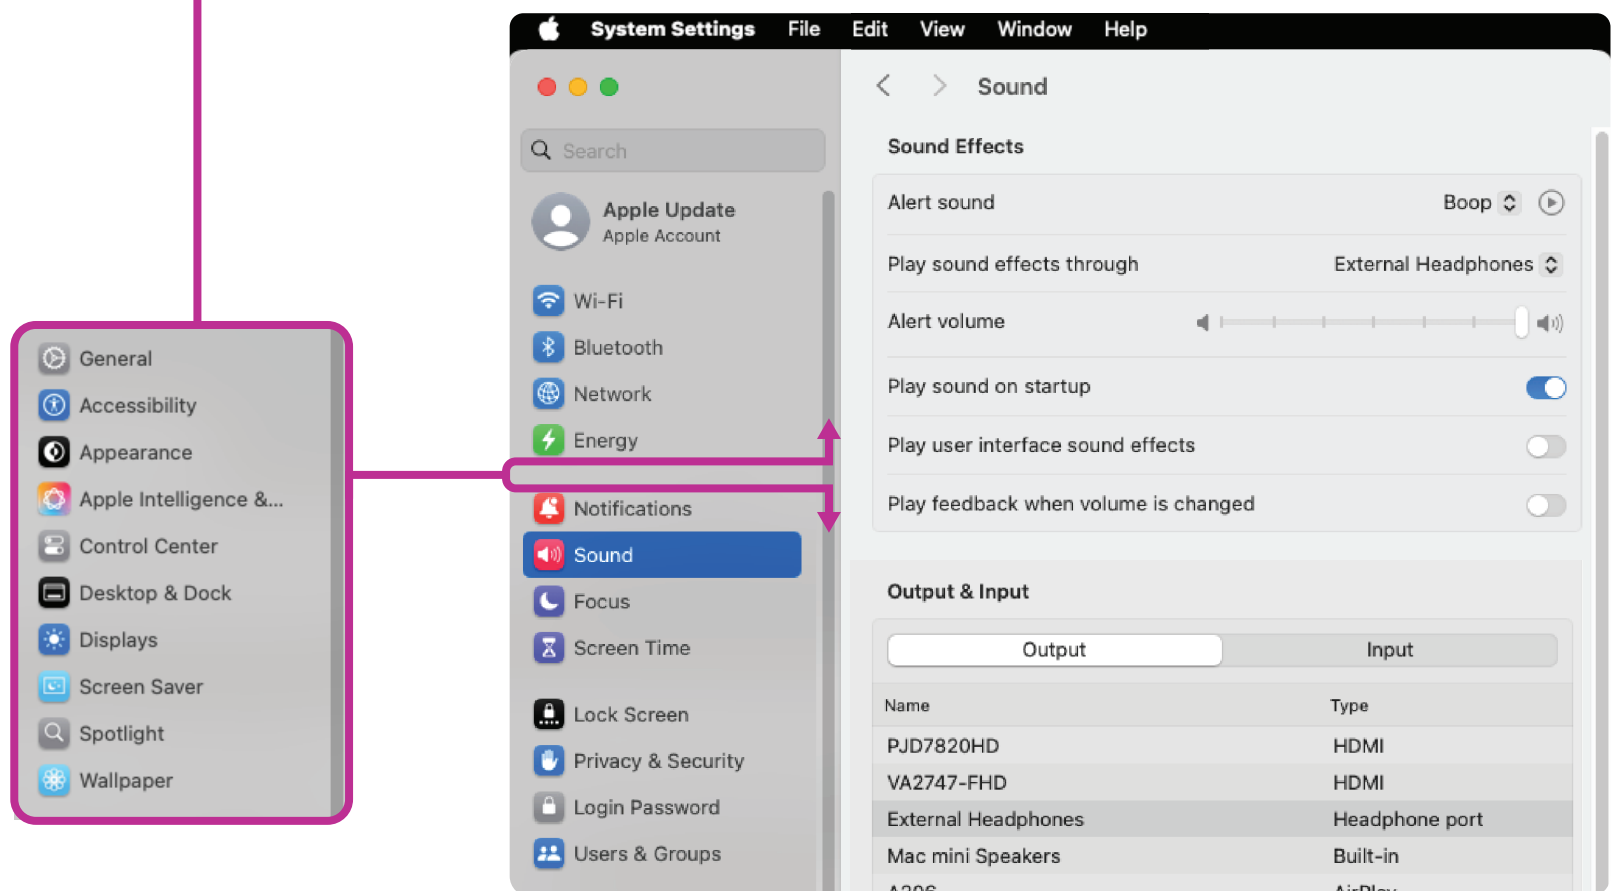 System Settings File Edit View Window Help
Sound
Search
Apple Update
Apple Account
Wi-Fi
Bluetooth
Network
Energy
General
Accessibility
Appearance
Apple Intelligence &...
Control Center
Desktop & Dock
Displays
Screen Saver
Spotlight
Wallpaper
Notifications
Sound
Focus
Screen Time
Lock Screen
Privacy & Security
Login Password
Users & Groups
Sound Effects
Alert sound Boop
Play sound effects through External Headphones
Alert volume
Play sound on startup
Play user interface sound effects
Play feedback when volume is changed
Output & Input
Output Input
Name Type
PJD7820HD HDMI
VA2747-FHD HDMI
External Headphones Headphone port
Mac mini Speakers Built-in
A206 AirPlay